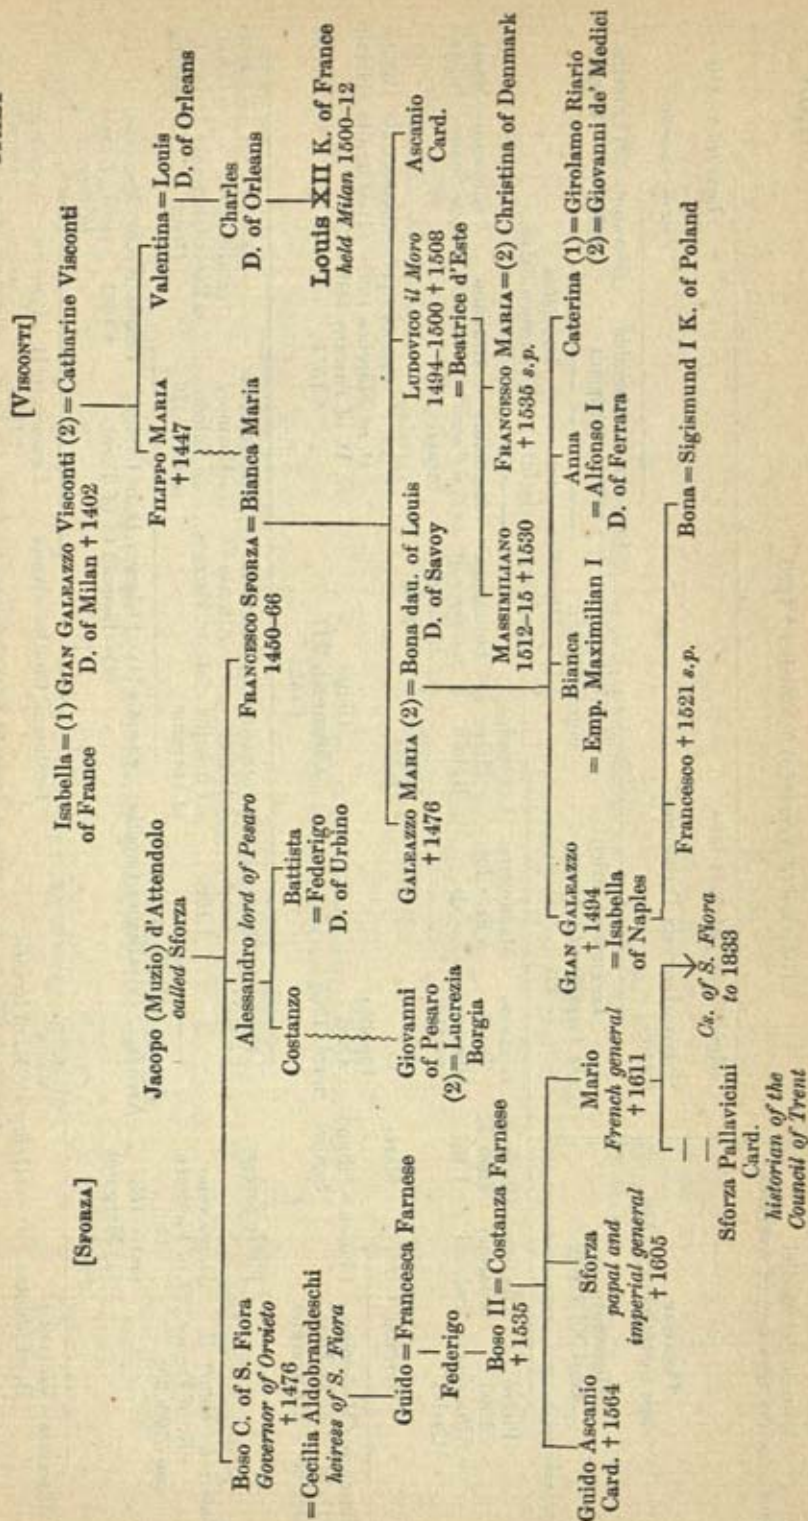 [VISCONTI]
Isabella=(1) GIAN GALEAZZO Visconti (2)=Catharine Visconti
of France D. of Milan † 1402
[SFORZA]
Jacopo (Muzio) d'Attendolo
called Sforza
FILIPPO MARIA
† 1447
Valentina=Louis
D. of Orleans
Boso C. of S. Fiora
Governor of Orvieto
† 1476
=Cecilia Aldobrandeschi
heiress of S. Fiora
Alessandro lord of Pesaro
FRANCESCO SFORZA=Bianca Maria
1450-66
Charles
D. of Orleans
Costanzo
Battista
=Federigo
D. of Urbino
Louis XII K. of France
held Milan 1500-12
Guido=Francesca Farnese
Giovanni
of Pesaro
(2)=Lucrezia
Borgia
GALEAZZO MARIA (2)=Bona dau. of Louis
† 1476 D. of Savoy
LUDOVICO il Moro
1494-1500 † 1508
=Beatrice d'Este
Ascanio
Card.
Federigo
Boso II=Costanza Farnese
† 1535
MASSIMILIANO
1512-15 † 1530
FRANCESCO MARIA=(2) Christina of Denmark
† 1535 s.p.
Guido Ascanio
Card. † 1564
Sforza
papal and
imperial general
† 1605
Mario
French general
† 1611
GIAN GALEAZZO
† 1494
=Isabella
of Naples
Bianca
=Emp. Maximilian I
Anna
=Alfonso I
D. of Ferrara
Caterina (1)=Girolamo Riario
(2)=Giovanni de' Medici
Sforza Pallavicini
Card.
historian of the
Council of Trent
Cs. of S. Fiora
to 1833
Francesco † 1521 s.p.
Bona=Sigismund I K. of Poland